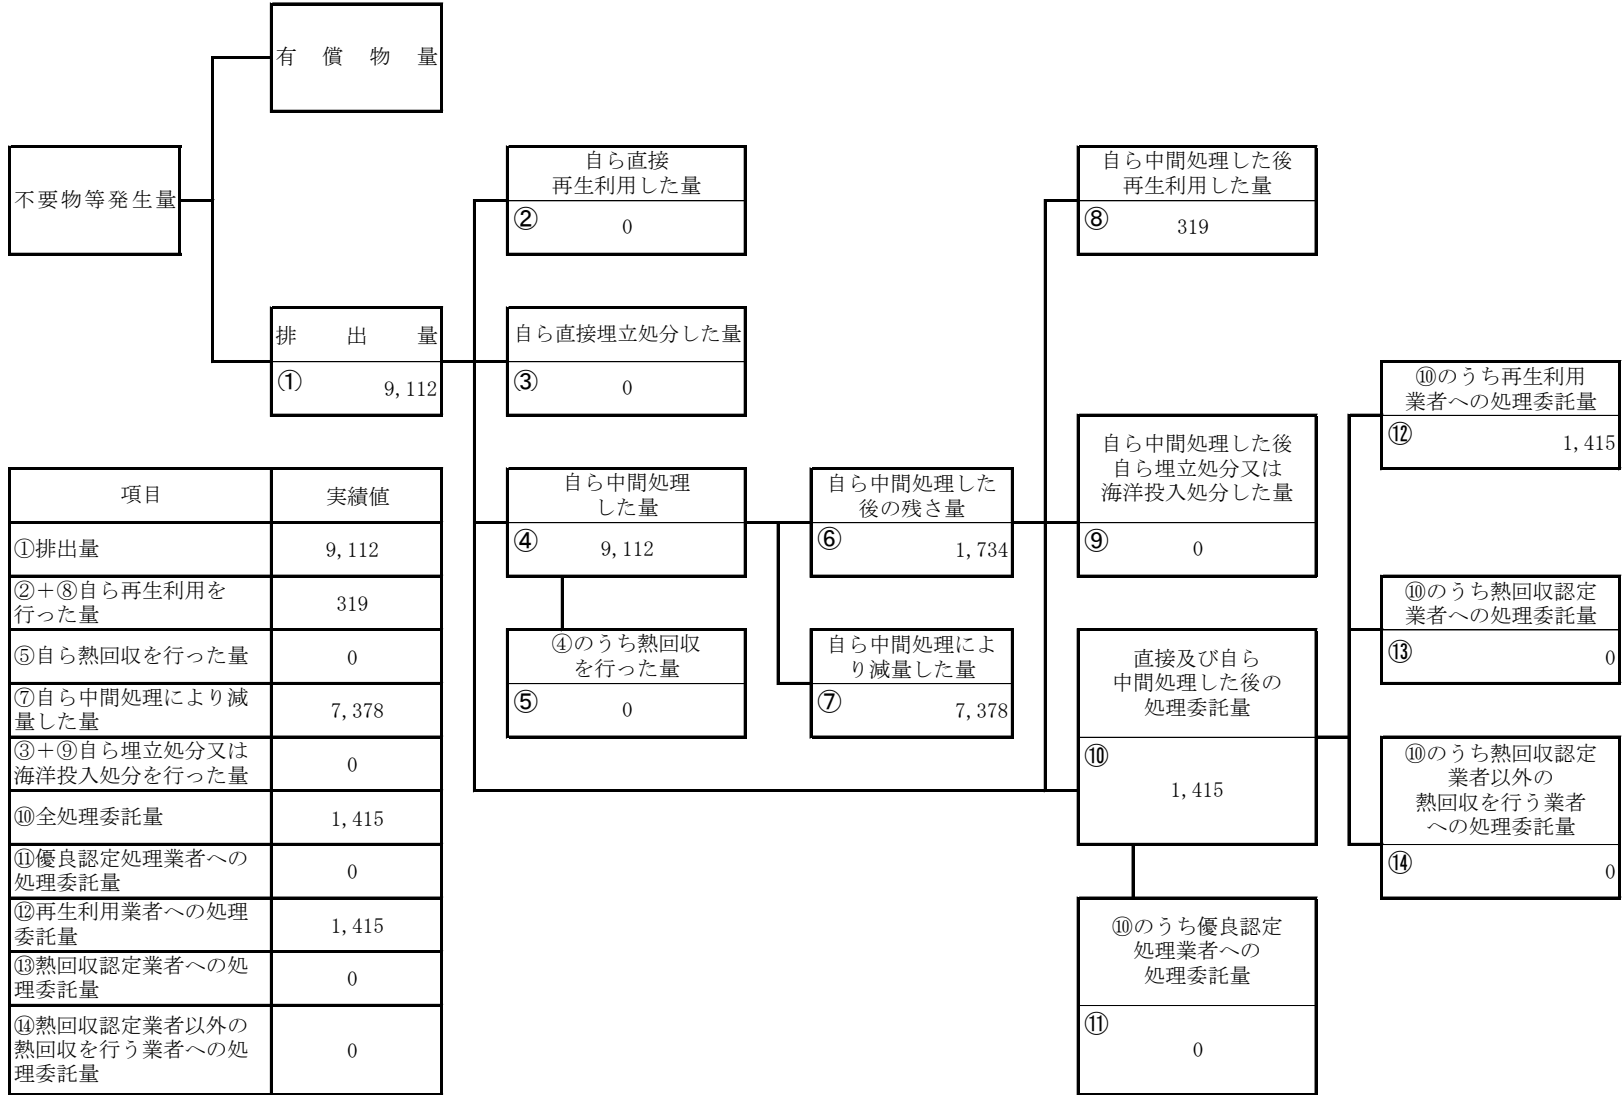 有　償　物　量
不要物等発生量
自ら直接
再生利用した量
② 0
自ら中間処理した後
再生利用した量
⑧ 319
排　出　量
① 9,112
自ら直接埋立処分した量
③ 0
⑩のうち再生利用
業者への処理委託量
⑫ 1,415
自ら中間処理した後
自ら埋立処分又は
海洋投入処分した量
⑨ 0
自ら中間処理
した量
④ 9,112
自ら中間処理した
後の残さ量
⑥ 1,734
⑩のうち熱回収認定
業者への処理委託量
⑬ 0
④のうち熱回収
を行った量
⑤ 0
自ら中間処理によ
り減量した量
⑦ 7,378
直接及び自ら
中間処理した後の
処理委託量
⑩
1,415
⑩のうち熱回収認定
業者以外の
熱回収を行う業者
への処理委託量
⑭ 0
⑩のうち優良認定
処理業者への
処理委託量
⑪
0
項目 実績値
①排出量 9,112
②＋⑧自ら再生利用を
行った量 319
⑤自ら熱回収を行った量 0
⑦自ら中間処理により減
量した量 7,378
③＋⑨自ら埋立処分又は
海洋投入処分を行った量 0
⑩全処理委託量 1,415
⑪優良認定処理業者への
処理委託量 0
⑫再生利用業者への処理
委託量 1,415
⑬熱回収認定業者への処
理委託量 0
⑭熱回収認定業者以外の
熱回収を行う業者への処 0
理委託量